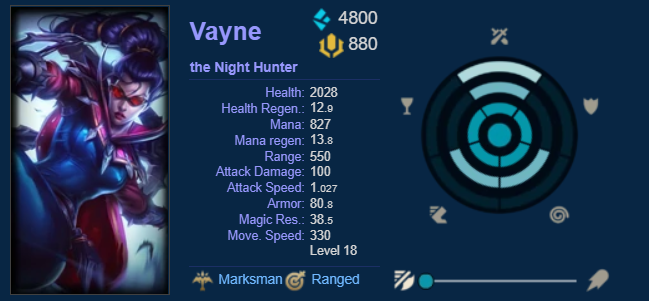 Vayne
4800
880
the Night Hunter
Health: 2028
Health Regen.: 12.9
Mana: 827
Mana regen: 13.8
Range: 550
Attack Damage: 100
Attack Speed: 1.027
Armor: 80.8
Magic Res.: 38.5
Move. Speed: 330
Level 18
Marksman Ranged